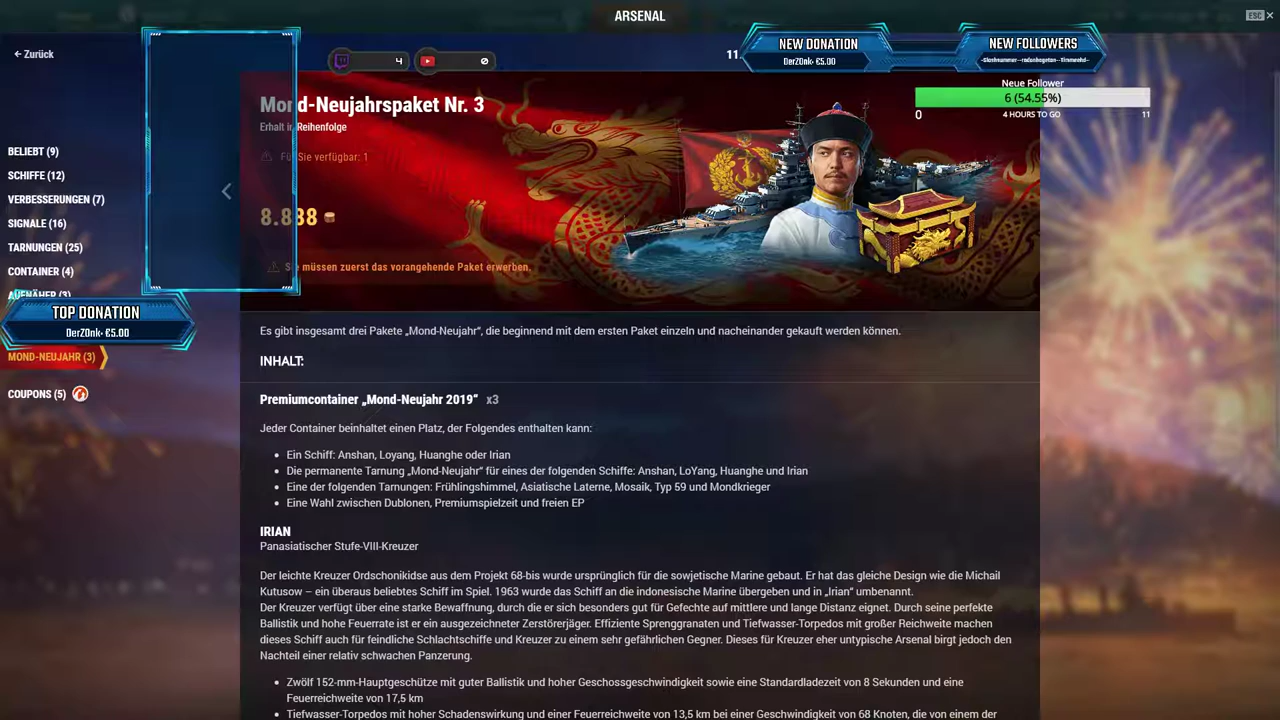 ARSENAL
ESC
Zurück
4
0
11
NEW DONATION
DerZ0nk: €5.00
NEW FOLLOWERS
Neue Follower
6 (54.55%)
0
4 HOURS TO GO
11
Mond-Neujahrspaket Nr. 3
Erhalt in Reihenfolge
Für Sie verfügbar: 1
8.888
Sie müssen zuerst das vorangehende Paket erwerben.
BELIEBT (9)
SCHIFFE (12)
VERBESSERUNGEN (7)
SIGNALE (16)
TARNUNGEN (25)
CONTAINER (4)
AUFNÄHER (3)
TOP DONATION
DerZ0nk: €5.00
MOND-NEUJAHR (3)
COUPONS (5)
Es gibt insgesamt drei Pakete „Mond-Neujahr“, die beginnend mit dem ersten Paket einzeln und nacheinander gekauft werden können.
INHALT:
Premiumcontainer „Mond-Neujahr 2019“ x3
Jeder Container beinhaltet einen Platz, der Folgendes enthalten kann:
• Ein Schiff: Anshan, Loyang, Huanghe oder Irian
• Die permanente Tarnung „Mond-Neujahr“ für eines der folgenden Schiffe: Anshan, LoYang, Huanghe und Irian
• Eine der folgenden Tarnungen: Frühlingshimmel, Asiatische Laterne, Mosaik, Typ 59 und Mondkrieger
• Eine Wahl zwischen Dublonen, Premiumspielzeit und freien EP
IRIAN
Panasiatischer Stufe-VIII-Kreuzer
Der leichte Kreuzer Ordschonikidse aus dem Projekt 68-bis wurde ursprünglich für die sowjetische Marine gebaut. Er hat das gleiche Design wie die Michail
Kutusow – ein überaus beliebtes Schiff im Spiel. 1963 wurde das Schiff an die indonesische Marine übergeben und in „Irian“ umbenannt.
Der Kreuzer verfügt über eine starke Bewaffnung, durch die er sich besonders gut für Gefechte auf mittlere und lange Distanz eignet. Durch seine perfekte
Ballistik und hohe Feuerrate ist er ein ausgezeichneter Zerstörerjäger. Effiziente Sprenggranaten und Tiefwasser-Torpedos mit großer Reichweite machen
dieses Schiff auch für feindliche Schlachtschiffe und Kreuzer zu einem sehr gefährlichen Gegner. Dieses für Kreuzer eher untypische Arsenal birgt jedoch den
Nachteil einer relativ schwachen Panzerung.
• Zwölf 152-mm-Hauptgeschütze mit guter Ballistik und hoher Geschossgeschwindigkeit sowie eine Standardladezeit von 8 Sekunden und eine
Feuerreichweite von 17,5 km
• Tiefwasser-Torpedos mit hoher Schadenswirkung und einer Feuerreichweite von 13,5 km bei einer Geschwindigkeit von 68 Knoten, die von einem der